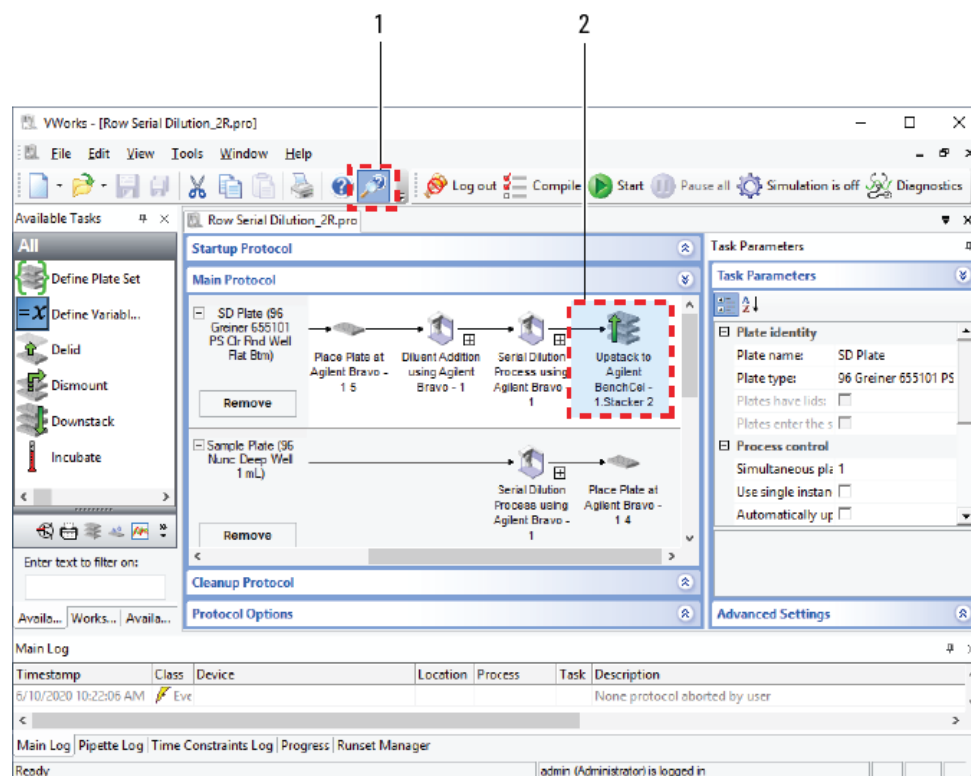 1 2
VWorks - [Row Serial Dilution_2R.pro]
File Edit View Tools Window Help
Log out Compile Start Pause all Simulation is off Diagnostics
Available Tasks
Row Serial Dilution_2R.pro
Task Parameters
All
Define Plate Set
=x Define Variabl...
Delid
Dismount
Downstack
Incubate
Enter text to filter on:
Availa... Works... Availa...
Startup Protocol
Main Protocol
SD Plate (96
Greiner 655101
PS Clr Rnd Well
Flat Btm)
Remove
Place Plate at
Agilent Bravo -
1 5
Diluent Addition
using Agilent
Bravo - 1
Serial Dilution
Process using
Agilent Bravo -
1
Upstack to
Agilent
BenchCel -
1.Stacker 2
Sample Plate (96
Nunc Deep Well
1 mL)
Remove
Serial Dilution
Process using
Agilent Bravo -
1
Place Plate at
Agilent Bravo -
1 4
Cleanup Protocol
Protocol Options
Task Parameters
Plate identity
Plate name: SD Plate
Plate type: 96 Greiner 655101 PS
Plates have lids:
Plates enter the s
Process control
Simultaneous pla 1
Use single instan
Automatically up
Advanced Settings
Main Log
Timestamp Class Device Location Process Task Description
6/10/2020 10:22:06 AM Eve None protocol aborted by user
Main Log Pipette Log Time Constraints Log Progress Runset Manager
Ready admin (Administrator) is logged in